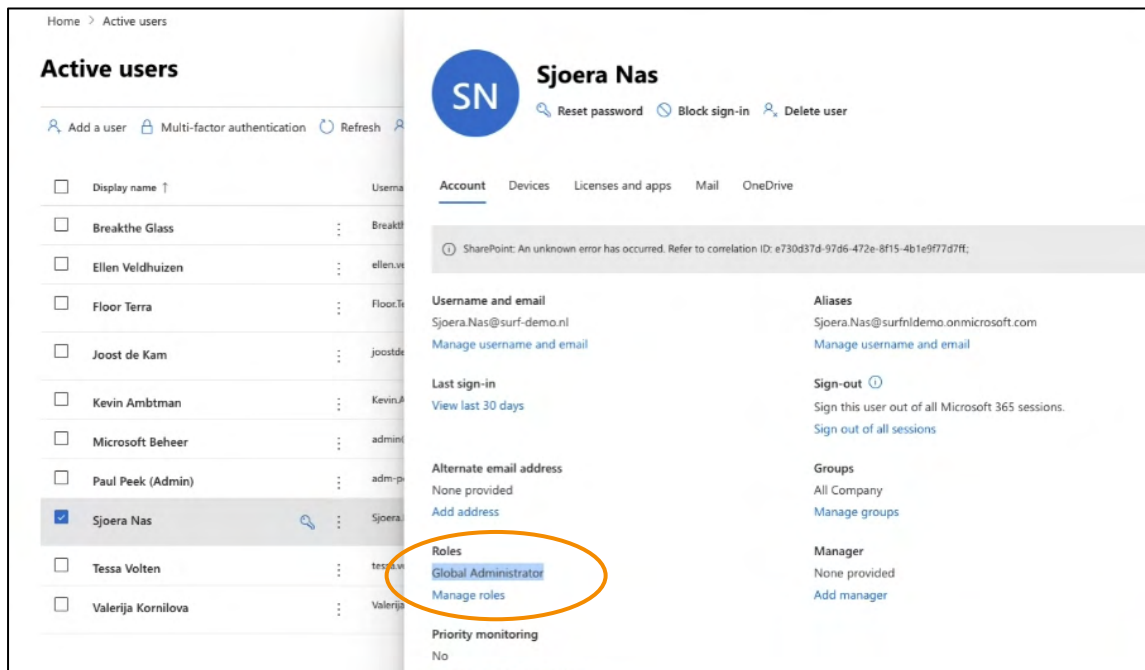 Home > Active users
Active users
Add a user Multi-factor authentication Refresh
Display name ↑ Userna
Breakthe Glass Breakth
Ellen Veldhuizen ellen.ve
Floor Terra Floor.Te
Joost de Kam joostde
Kevin Ambtman Kevin.A
Microsoft Beheer admin(
Paul Peek (Admin) adm-p
Sjoera Nas Sjoera.
Tessa Volten tessa.vo
Valerija Kornilova Valerija
SN
Sjoera Nas
Reset password Block sign-in Delete user
Account Devices Licenses and apps Mail OneDrive
SharePoint: An unknown error has occurred. Refer to correlation ID: e730d37d-97d6-472e-8f15-4b1e9f77d7ff;
Username and email
Sjoera.Nas@surf-demo.nl
Manage username and email
Aliases
Sjoera.Nas@surfnldemo.onmicrosoft.com
Manage username and email
Last sign-in
View last 30 days
Sign-out
Sign this user out of all Microsoft 365 sessions.
Sign out of all sessions
Alternate email address
None provided
Add address
Groups
All Company
Manage groups
Roles
Global Administrator
Manage roles
Manager
None provided
Add manager
Priority monitoring
No